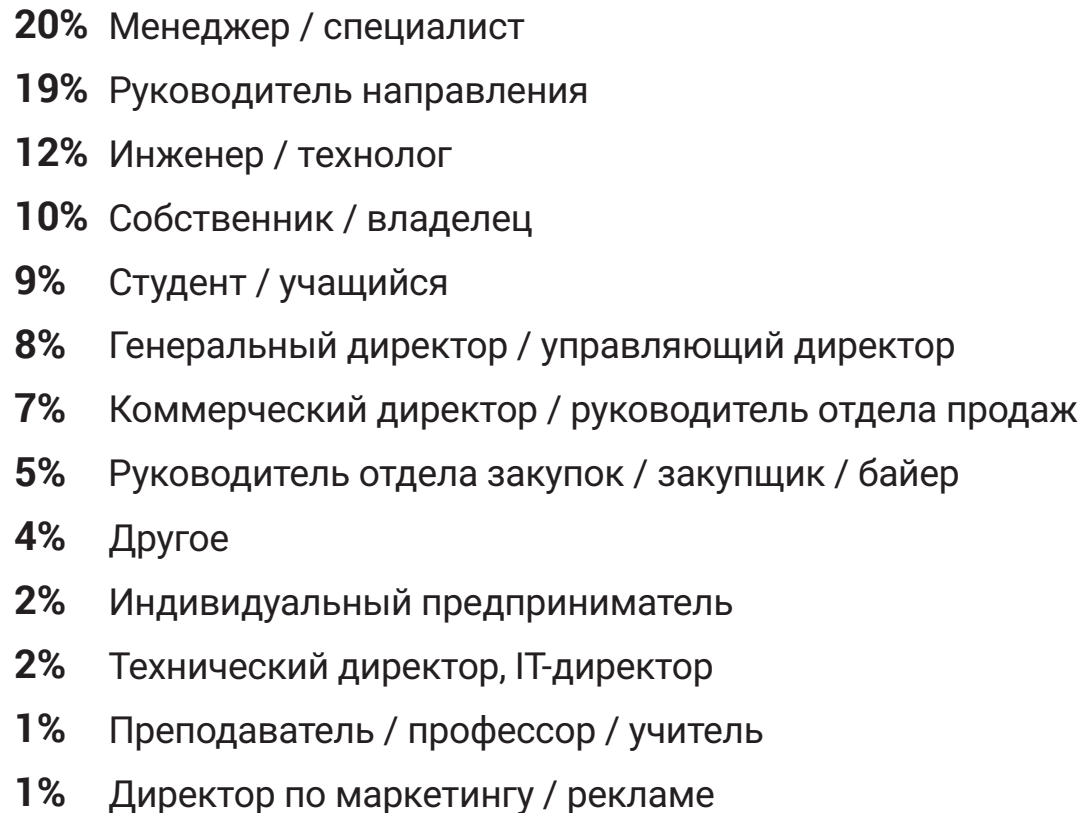 20% Менеджер / специалист
19% Руководитель направления
12% Инженер / технолог
10% Собственник / владелец
9% Студент / учащийся
8% Генеральный директор / управляющий директор
7% Коммерческий директор / руководитель отдела продаж
5% Руководитель отдела закупок / закупщик / байер
4% Другое
2% Индивидуальный предприниматель
2% Технический директор, IT-директор
1% Преподаватель / профессор / учитель
1% Директор по маркетингу / рекламе